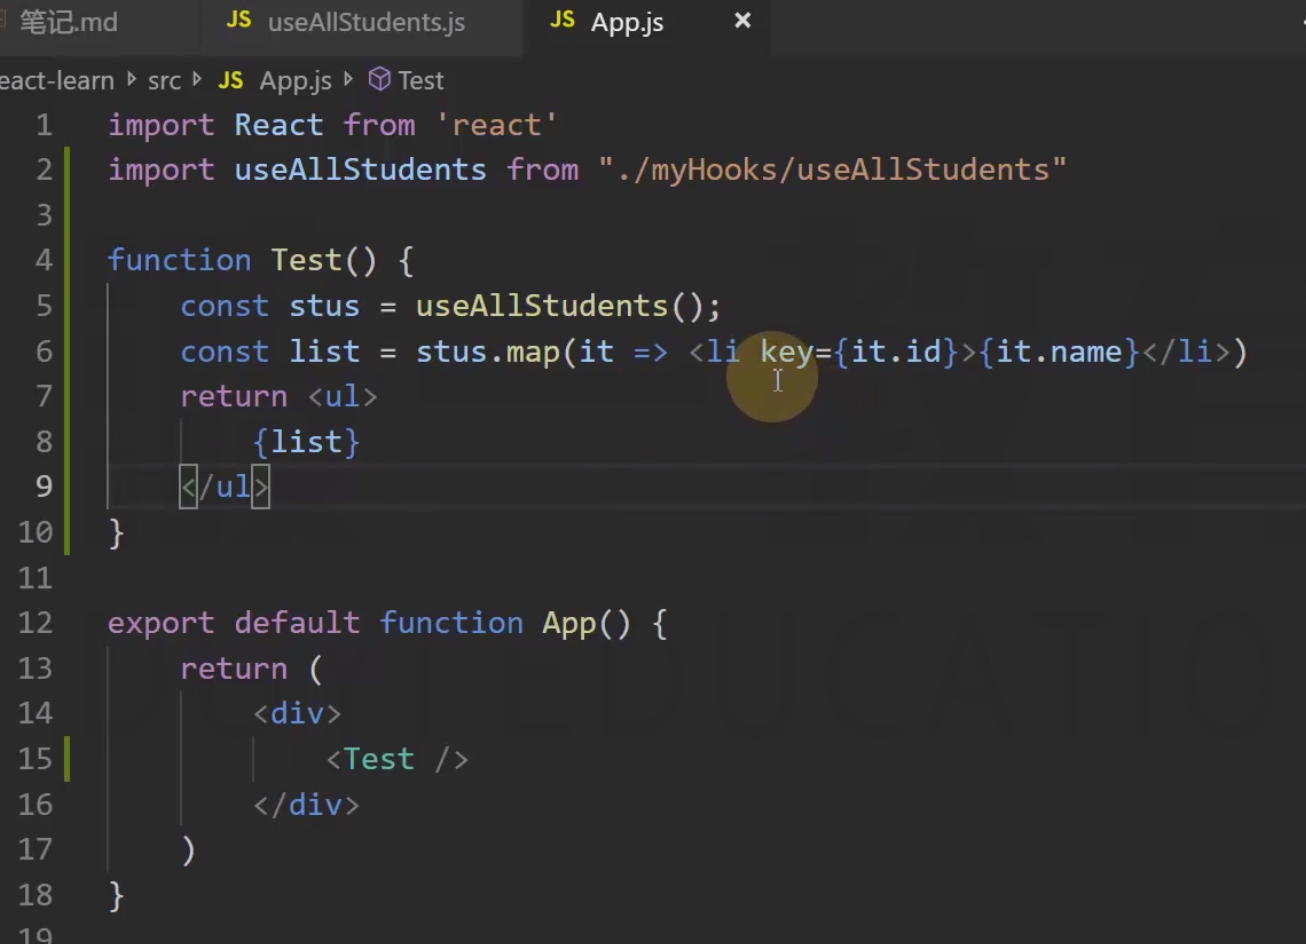 笔记.md JS useAllStudents.js JS App.js ×
eact-learn src JS App.js Test
1 import React from 'react'
2 import useAllStudents from "./myHooks/useAllStudents"
3
4 function Test() {
5 const stus = useAllStudents();
6 const list = stus.map(it => <li key={it.id}>{it.name}</li>)
7 return <ul>
8 {list}
9 </ul>
10 }
11
12 export default function App() {
13 return (
14 <div>
15 <Test />
16 </div>
17 )
18 }
19